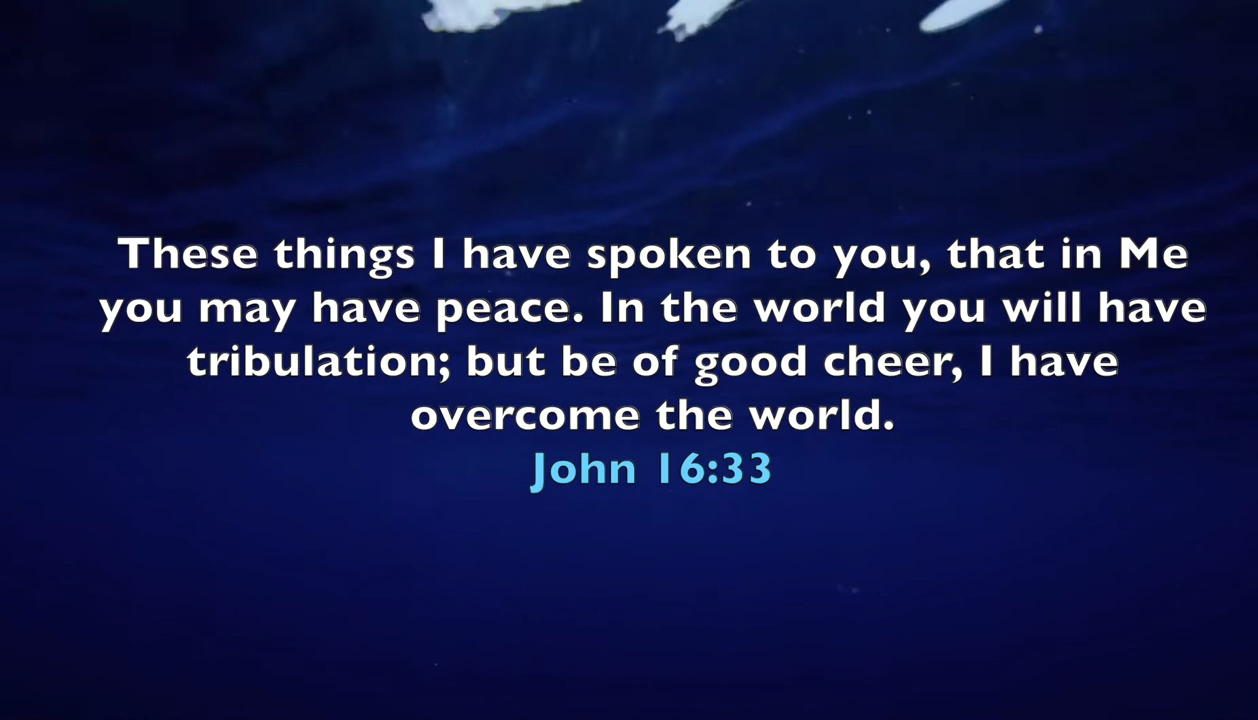 These things I have spoken to you, that in Me
you may have peace. In the world you will have
tribulation; but be of good cheer, I have
overcome the world.
John 16:33